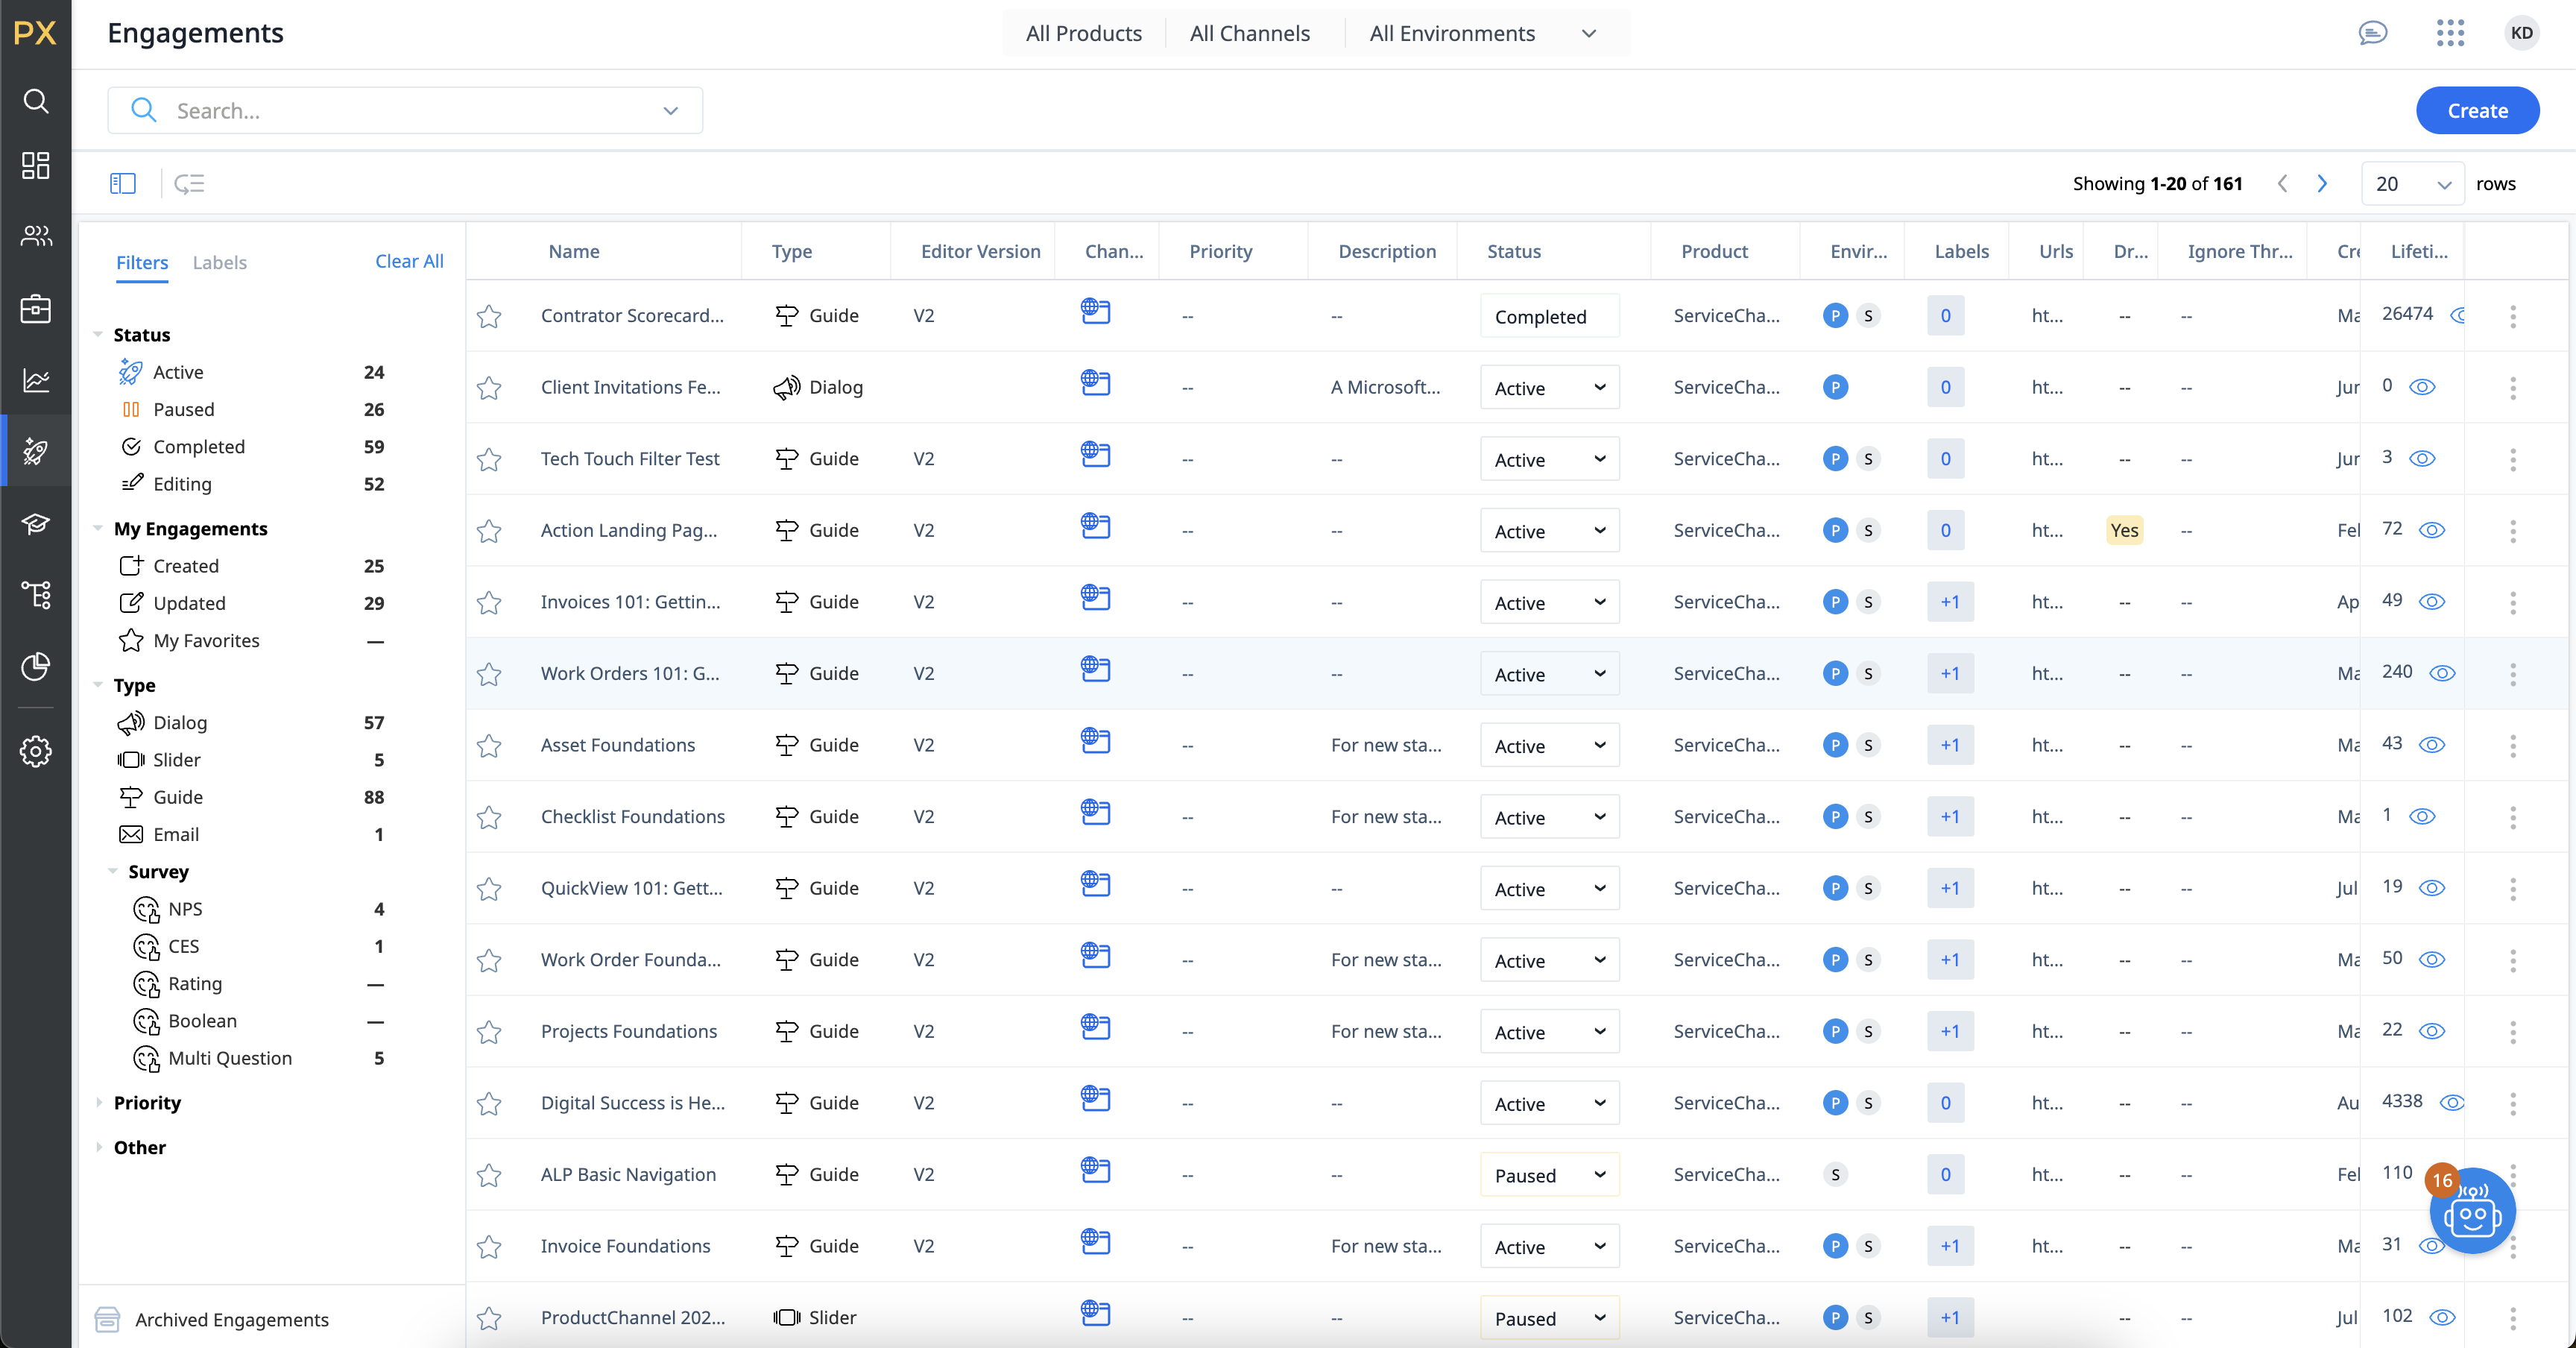 PX
Engagements
All Products
All Channels
All Environments
KD
Search...
Create
Showing 1-20 of 161
20
rows
Filters
Labels
Clear All
Status
Active 24
Paused 26
Completed 59
Editing 52
My Engagements
Created 25
Updated 29
My Favorites —
Type
Dialog 57
Slider 5
Guide 88
Email 1
Survey
NPS 4
CES 1
Rating —
Boolean —
Multi Question 5
Priority
Other
Archived Engagements
Name Type Editor Version Chan... Priority Description Status Product Envir... Labels Urls Dr... Ignore Thr... Cre Lifeti...
Contrator Scorecard... Guide V2 -- -- Completed ServiceCha... P S 0 ht... -- -- Ma 26474
Client Invitations Fe... Dialog -- A Microsoft... Active ServiceCha... P 0 ht... -- -- Jun 0
Tech Touch Filter Test Guide V2 -- -- Active ServiceCha... P S 0 ht... -- -- Jun 3
Action Landing Pag... Guide V2 -- -- Active ServiceCha... P S 0 ht... Yes -- Fel 72
Invoices 101: Gettin... Guide V2 -- -- Active ServiceCha... P S +1 ht... -- -- Ap 49
Work Orders 101: G... Guide V2 -- -- Active ServiceCha... P S +1 ht... -- -- Ma 240
Asset Foundations Guide V2 -- For new sta... Active ServiceCha... P S +1 ht... -- -- Ma 43
Checklist Foundations Guide V2 -- For new sta... Active ServiceCha... P S +1 ht... -- -- Ma 1
QuickView 101: Gett... Guide V2 -- -- Active ServiceCha... P S +1 ht... -- -- Jul 19
Work Order Founda... Guide V2 -- For new sta... Active ServiceCha... P S +1 ht... -- -- Ma 50
Projects Foundations Guide V2 -- For new sta... Active ServiceCha... P S +1 ht... -- -- Ma 22
Digital Success is He... Guide V2 -- -- Active ServiceCha... P S 0 ht... -- -- Au 4338
ALP Basic Navigation Guide V2 -- -- Paused ServiceCha... S 0 ht... -- -- Fel 110
16
Invoice Foundations Guide V2 -- For new sta... Active ServiceCha... P S +1 ht... -- -- Ma 31
ProductChannel 202... Slider -- -- Paused ServiceCha... P S +1 -- -- Jul 102